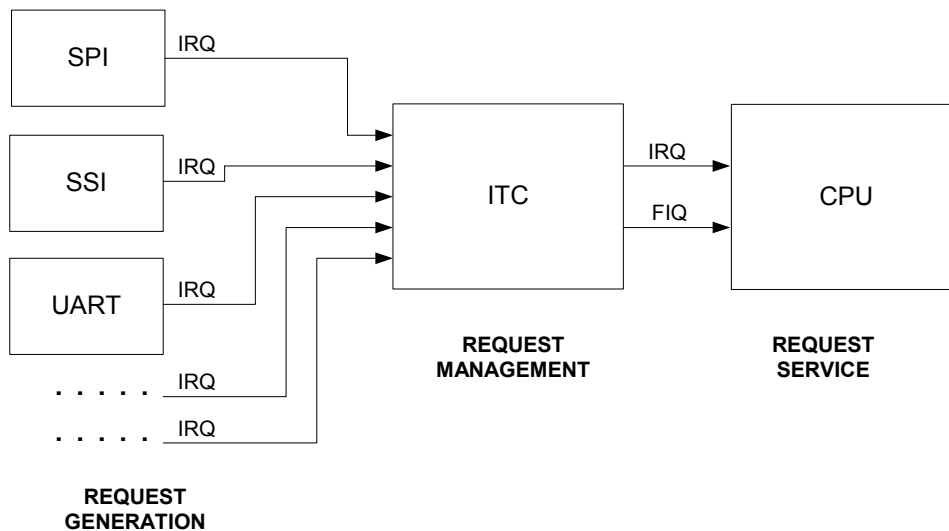 SPI
IRQ
SSI
IRQ
UART
IRQ
. . . . .
IRQ
. . . . .
IRQ
REQUEST
GENERATION
ITC
REQUEST
MANAGEMENT
IRQ
FIQ
CPU
REQUEST
SERVICE